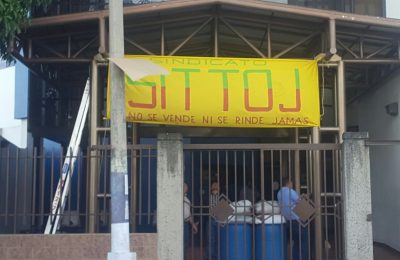 SINDICATO
SITTOJ
NO SE VENDE NI SE RINDE JAMAS